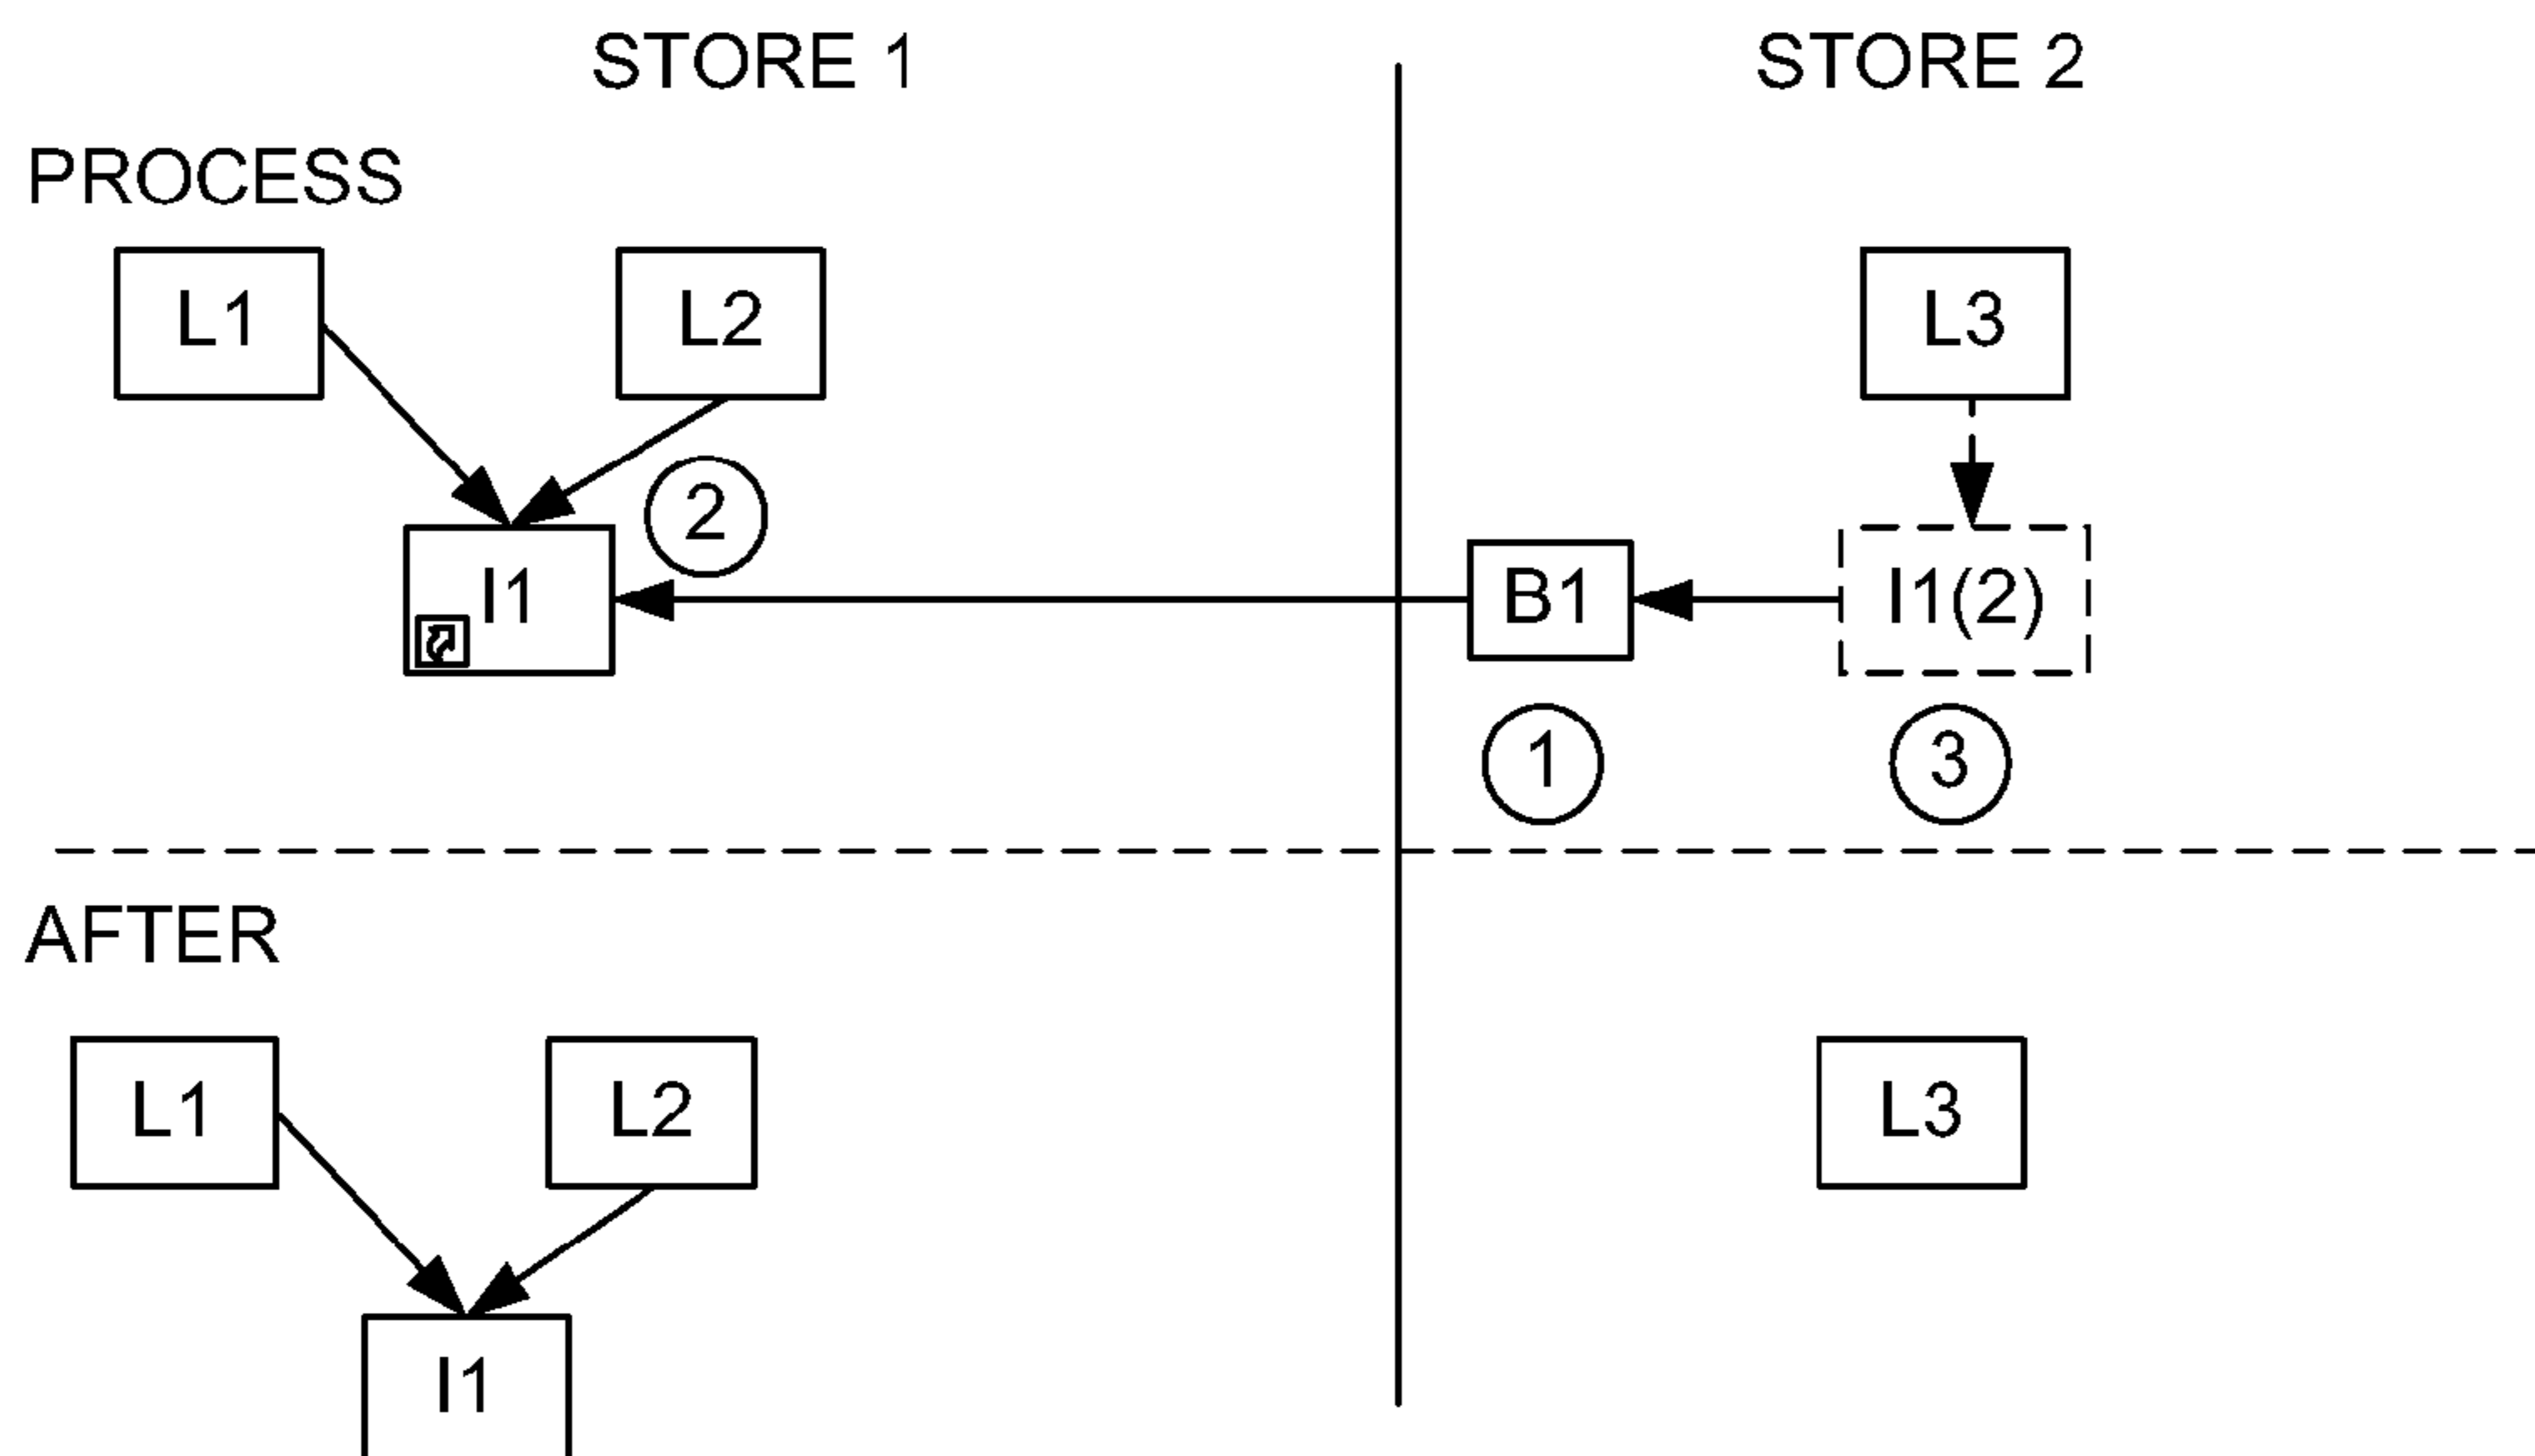 STORE 1
STORE 2
PROCESS
L1
L2
L3
2
I1
B1
I1(2)
1
3
AFTER
L1
L2
L3
I1